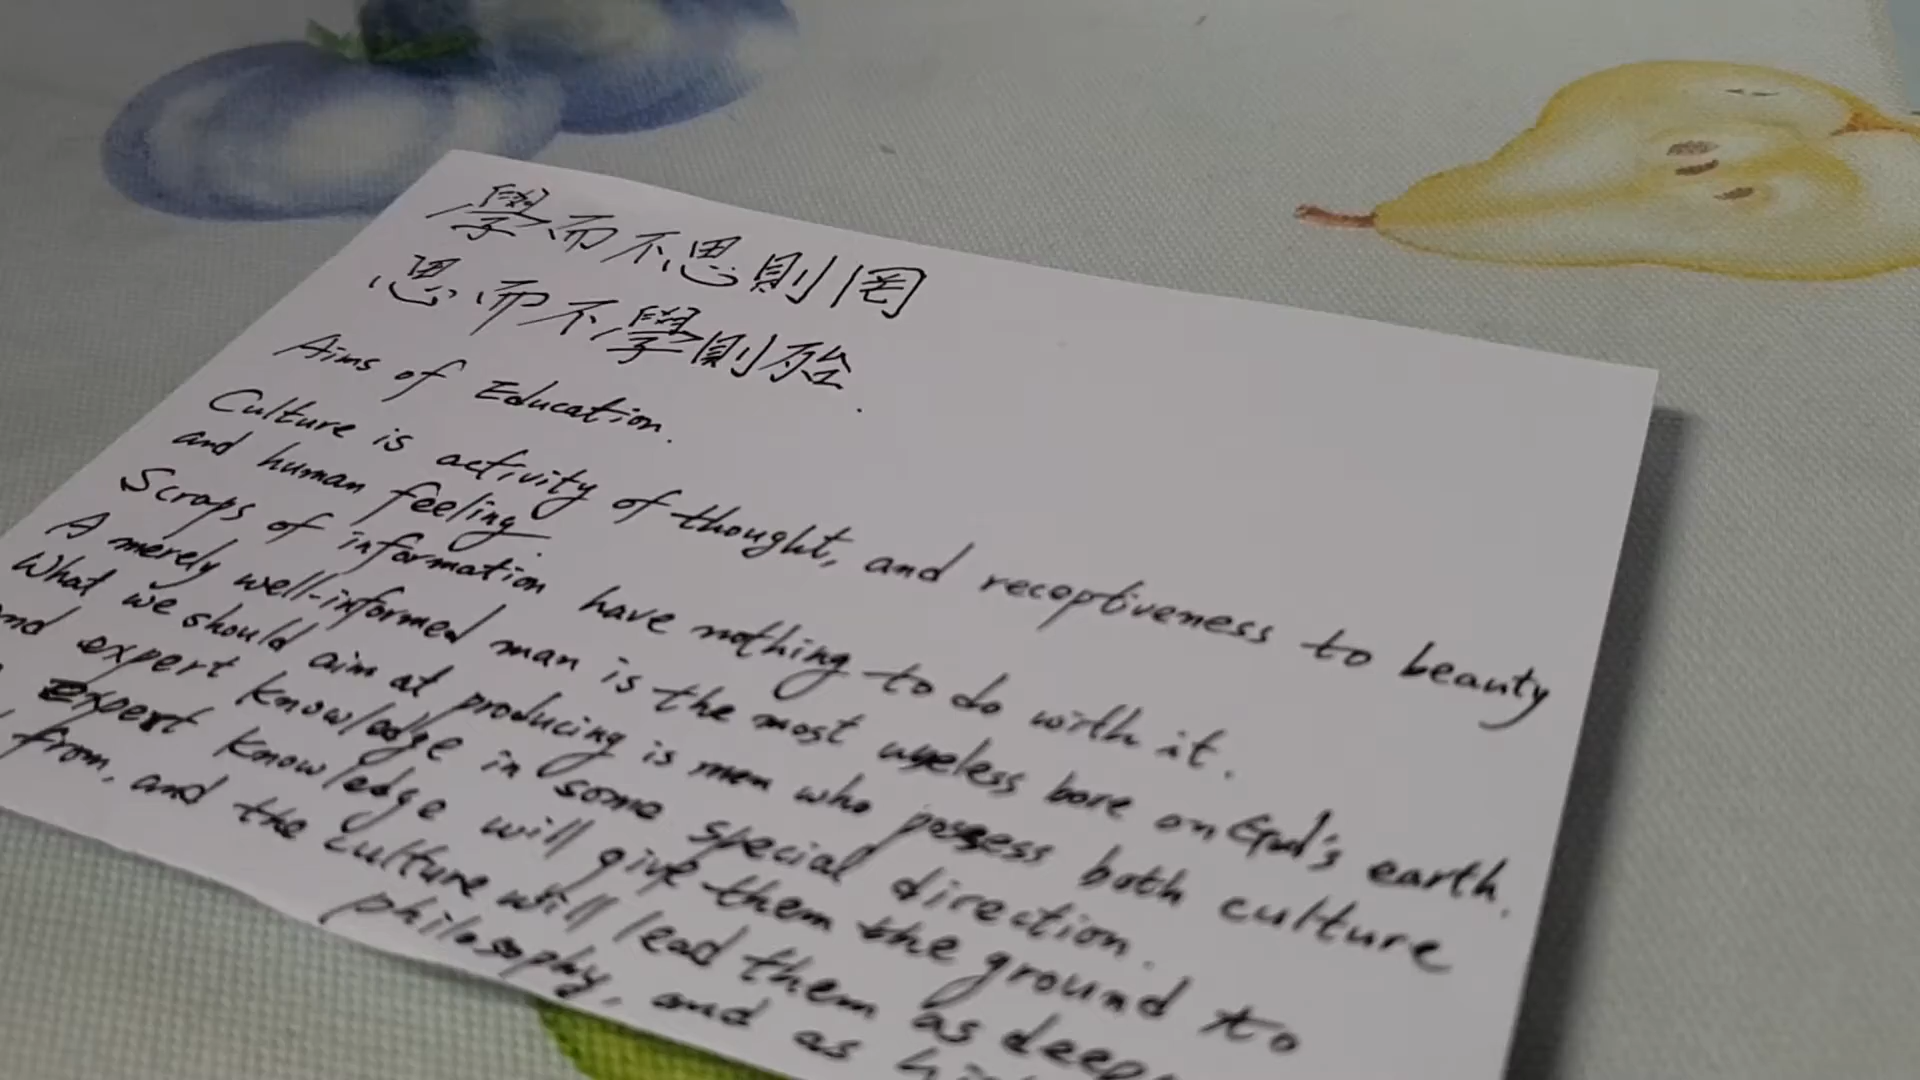 學而不思則罔
思而不學則殆.
Aims of Education.
Culture is activity of thought, and receptiveness to beauty
and human feeling.
Scraps of information have nothing to do with it.
A merely well-informed man is the most useless bore on God's earth.
What we should aim at producing is men who possess both culture
and expert knowledge in some special direction.
expert knowledge will give them the ground to
from, and the culture will lead them as deep
philosophy, and as